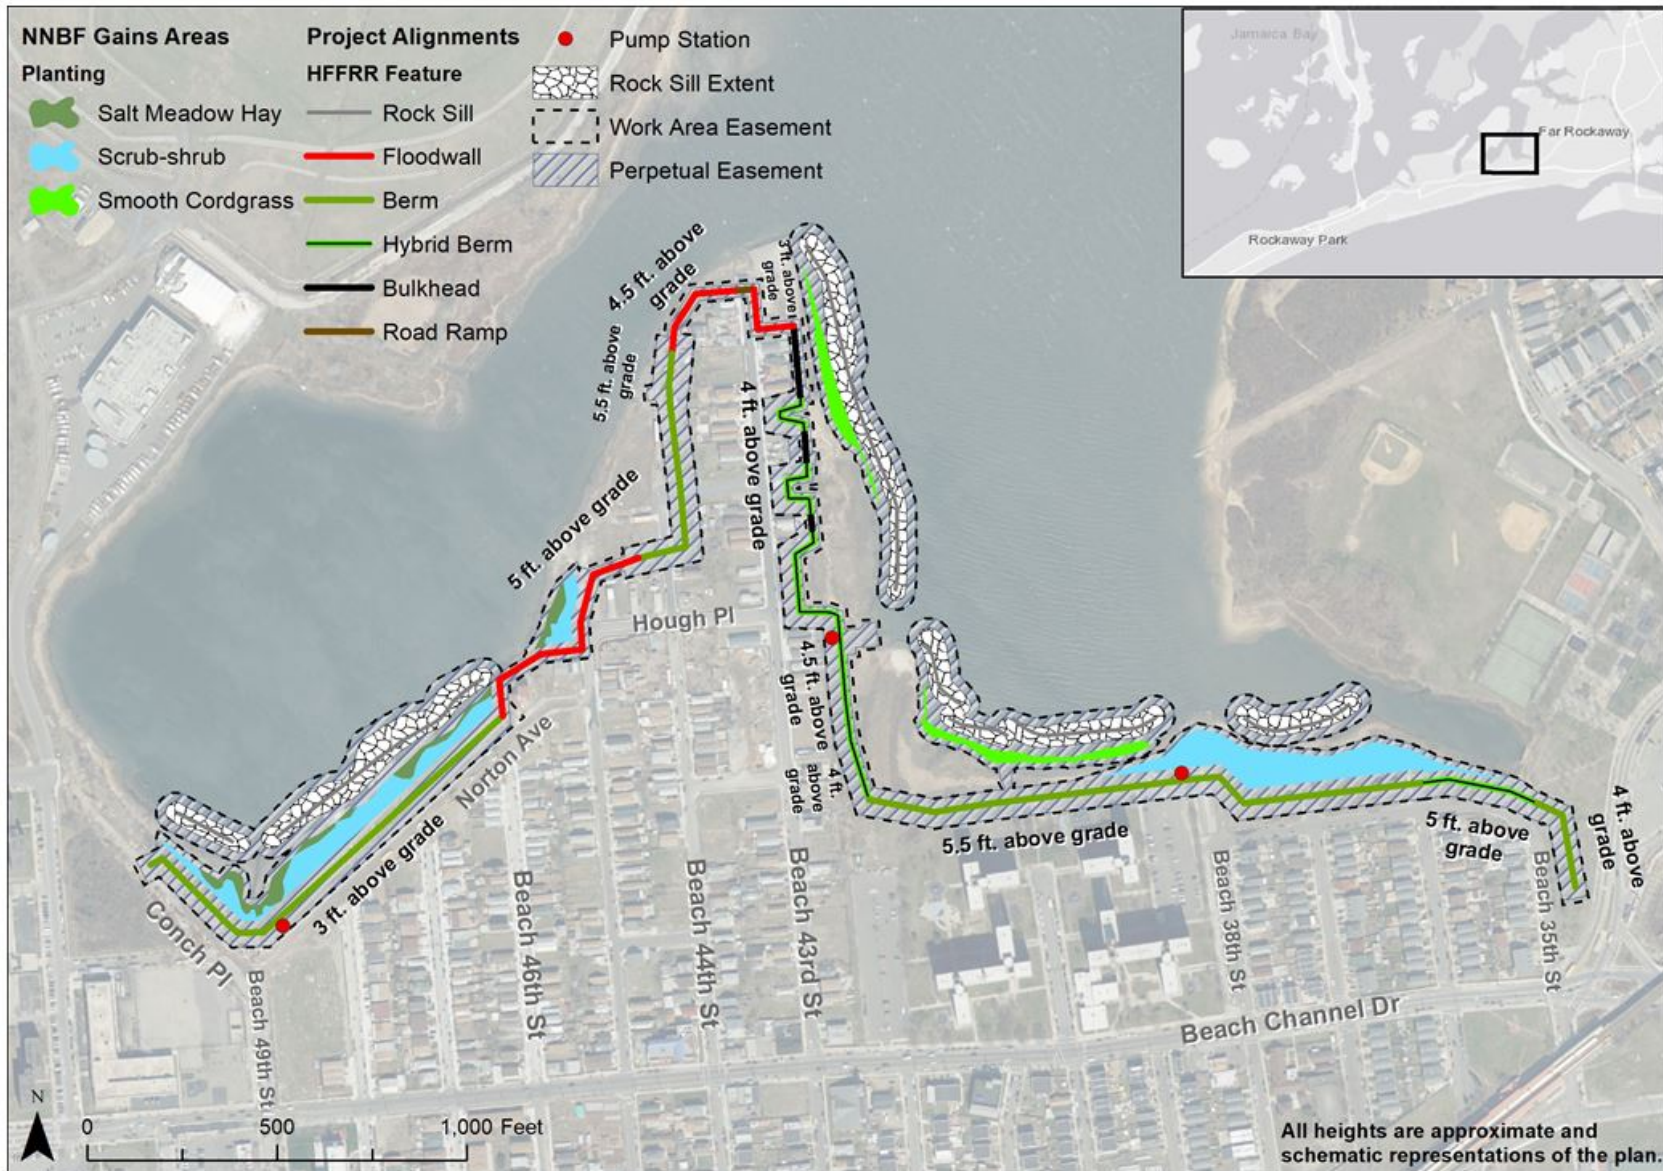 NNBF Gains Areas
Planting
Salt Meadow Hay
Scrub-shrub
Smooth Cordgrass
Project Alignments
HFFRR Feature
Rock Sill
Floodwall
Berm
Hybrid Berm
Bulkhead
Road Ramp
Pump Station
Rock Sill Extent
Work Area Easement
Perpetual Easement
Jamaica Bay
Far Rockaway
Rockaway Park
4.5 ft. above
grade
3 ft. above
grade
5.5 ft. above
grade
4 ft. above grade
5 ft. above grade
Hough Pl
4.5 ft. above
grade
4 ft.
above
grade
Norton Ave
3 ft. above grade
5.5 ft. above grade
5 ft. above
grade
4 ft. above
grade
Conch Pl
Beach 49th St
Beach 46th St
Beach 44th St
Beach 43rd St
Beach 38th St
Beach 35th St
Beach Channel Dr
N
0 500 1,000 Feet
All heights are approximate and
schematic representations of the plan.